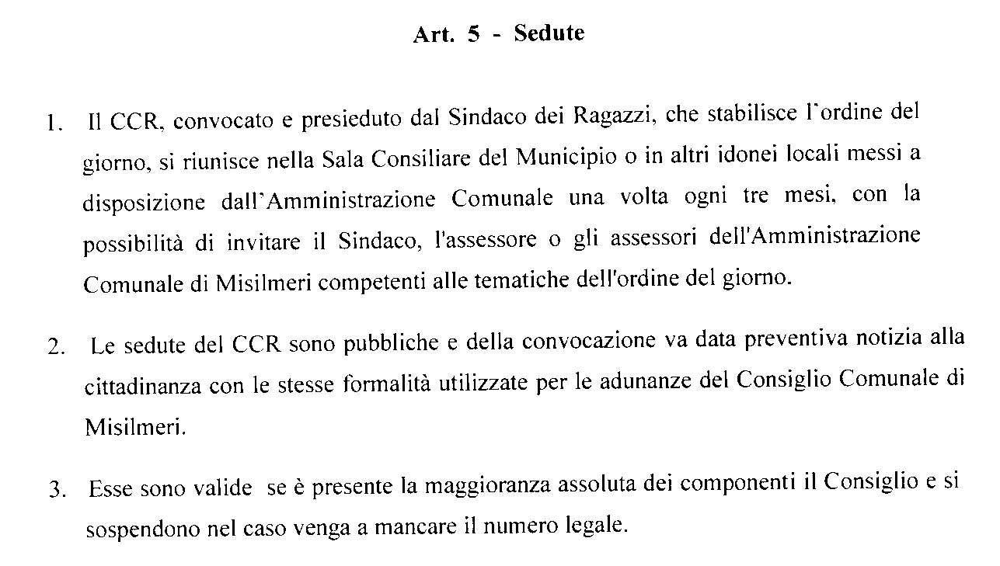 Art. 5 - Sedute
1. Il CCR, convocato e presieduto dal Sindaco dei Ragazzi, che stabilisce l'ordine del
giorno, si riunisce nella Sala Consiliare del Municipio o in altri idonei locali messi a
disposizione dall'Amministrazione Comunale una volta ogni tre mesi, con la
possibilità di invitare il Sindaco, l'assessore o gli assessori dell'Amministrazione
Comunale di Misilmeri competenti alle tematiche dell'ordine del giorno.
2. Le sedute del CCR sono pubbliche e della convocazione va data preventiva notizia alla
cittadinanza con le stesse formalità utilizzate per le adunanze del Consiglio Comunale di
Misilmeri.
3. Esse sono valide se è presente la maggioranza assoluta dei componenti il Consiglio e si
sospendono nel caso venga a mancare il numero legale.